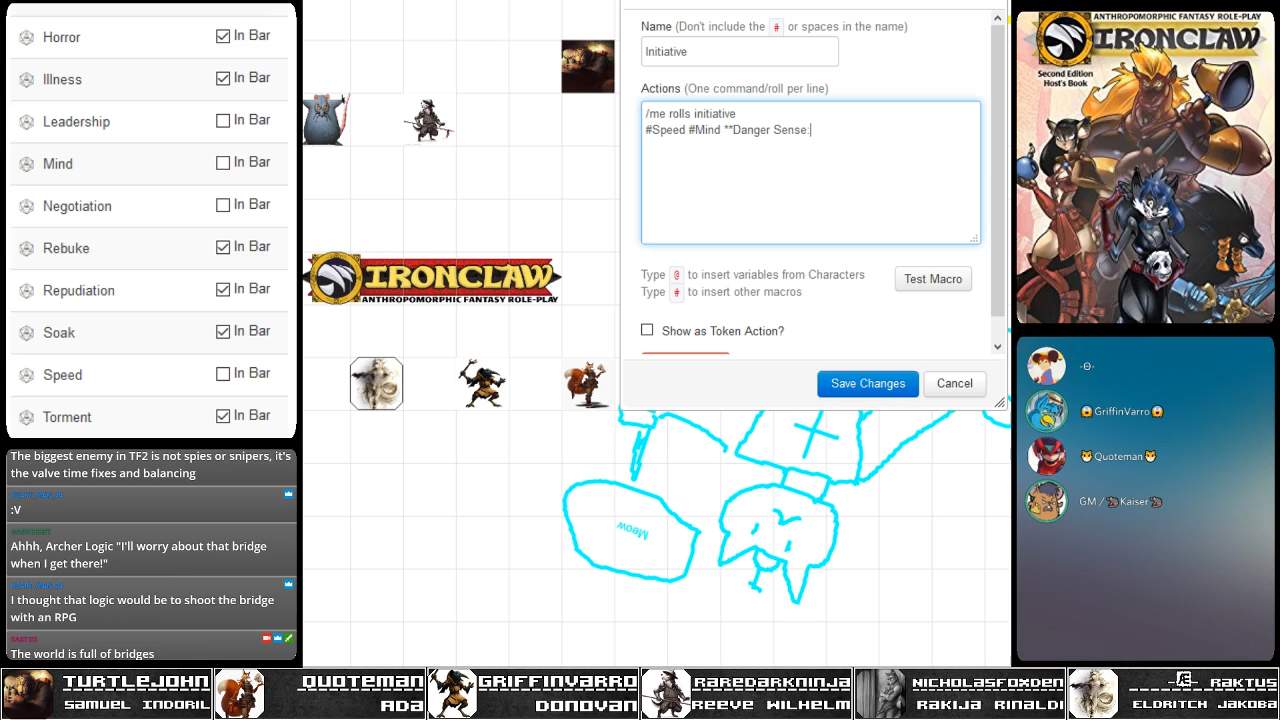 Horror
In Bar
Illness
In Bar
Leadership
In Bar
Mind
In Bar
Negotiation
In Bar
Rebuke
In Bar
Repudiation
In Bar
Soak
In Bar
Speed
In Bar
Torment
In Bar
The biggest enemy in TF2 is not spies or snipers, it's
the valve time fixes and balancing
:V
Ahhh, Archer Logic "I'll worry about that bridge
when I get there!"
I thought that logic would be to shoot the bridge
with an RPG
The world is full of bridges
IRONCLAW
ANTHROPOMORPHIC FANTASY ROLE-PLAY
Meow
Name (Don't include the # or spaces in the name)
Initiative
Actions (One command/roll per line)
/me rolls initiative
#Speed #Mind **Danger Sense:
Type @ to insert variables from Characters
Type # to insert other macros
Test Macro
Show as Token Action?
Save Changes
Cancel
ANTHROPOMORPHIC FANTASY ROLE-PLAY
IRONCLAW
Second Edition
Host's Book
-Θ-
GriffinVarro
Quoteman
GM / Kaiser
TURTLEJOHN
SAMUEL INDORIL
QUOTEMAN
ADA
GRIFFINVARRO
DONOVAN
RAREDARKNINJA
REEVE WILHELM
NICHOLASFOXDEN
RAKIJA RINALDI
-Æ- RAKTUS
ELDRITCH JAKOBA